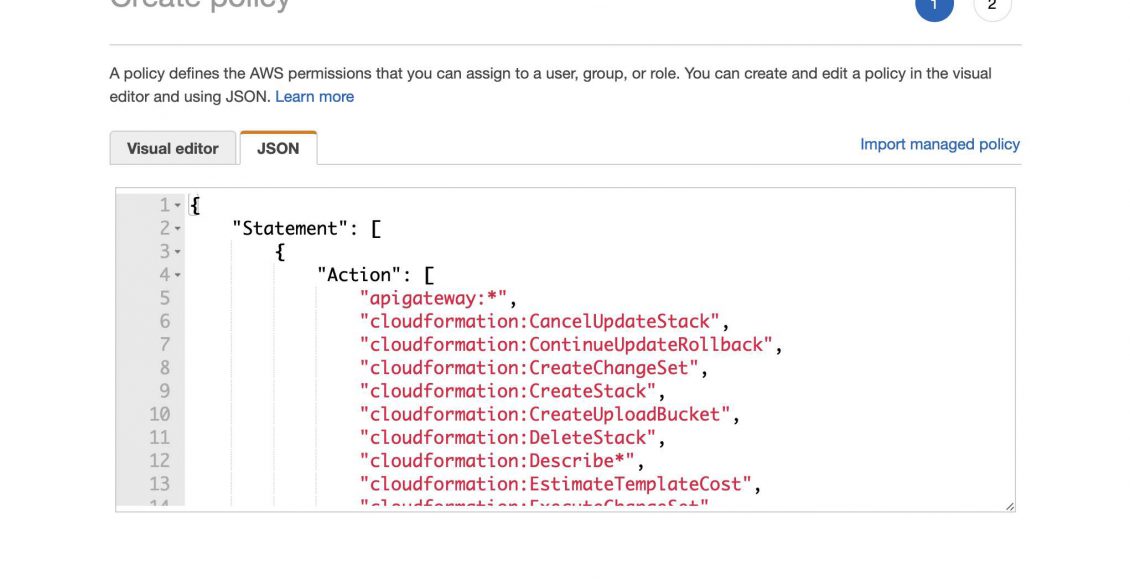 Create policy
1
2
A policy defines the AWS permissions that you can assign to a user, group, or role. You can create and edit a policy in the visual
editor and using JSON. Learn more
Visual editor
JSON
Import managed policy
1 {
2 "Statement": [
3 {
4 "Action": [
5 "apigateway:*",
6 "cloudformation:CancelUpdateStack",
7 "cloudformation:ContinueUpdateRollback",
8 "cloudformation:CreateChangeSet",
9 "cloudformation:CreateStack",
10 "cloudformation:CreateUploadBucket",
11 "cloudformation:DeleteStack",
12 "cloudformation:Describe*",
13 "cloudformation:EstimateTemplateCost",
14 "cloudformation:ExecuteChangeSet"